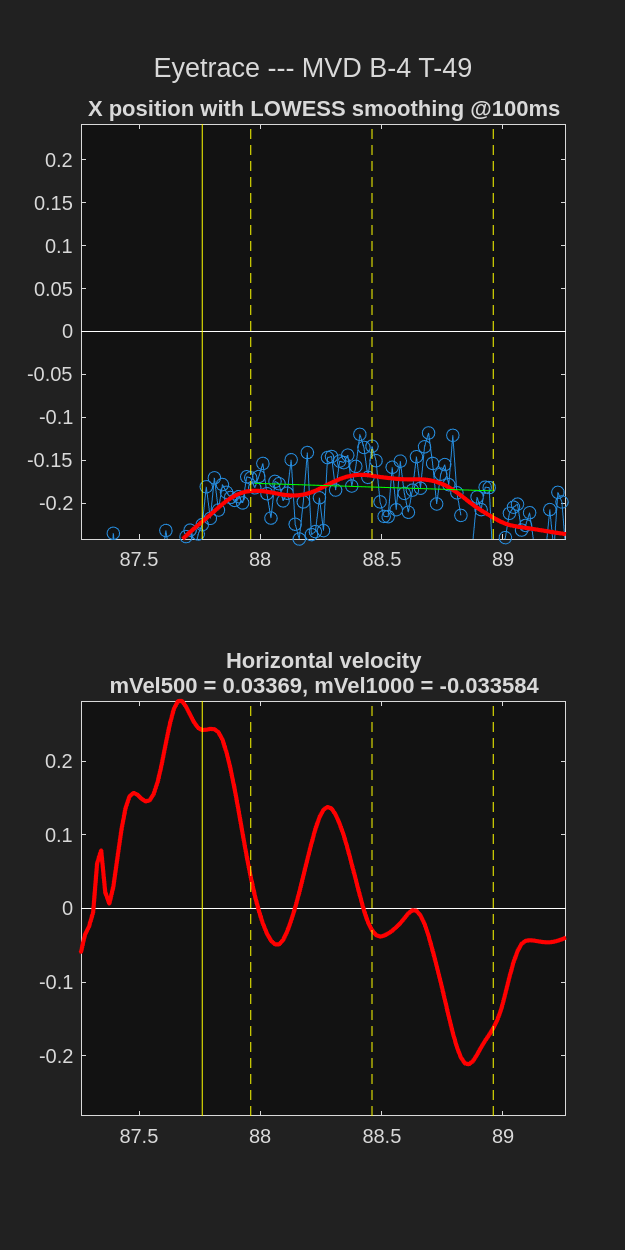 Eyetrace --- MVD B-4 T-49
X position with LOWESS smoothing @100ms
0.2
0.15
0.1
0.05
0
-0.05
-0.1
-0.15
-0.2
87.5 88 88.5 89
Horizontal velocity
mVel500 = 0.03369, mVel1000 = -0.033584
0.2
0.1
0
-0.1
-0.2
87.5 88 88.5 89